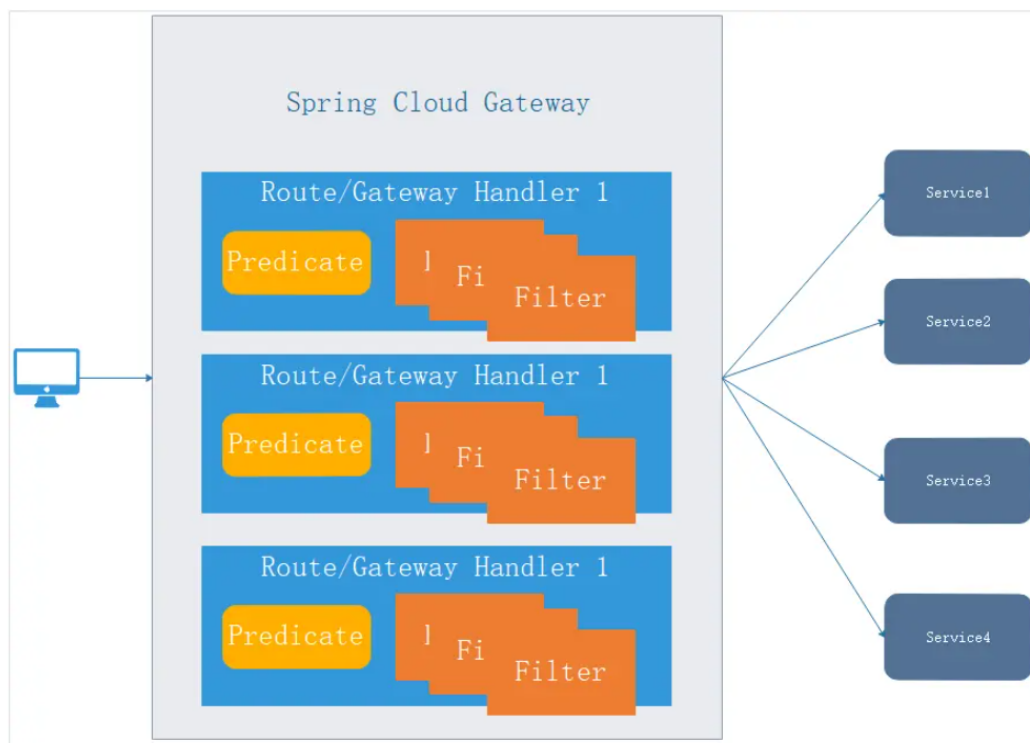 Spring Cloud Gateway
Route/Gateway Handler 1
Predicate
Fi
Filter
Route/Gateway Handler 1
Predicate
Fi
Filter
Route/Gateway Handler 1
Predicate
Fi
Filter
Service1
Service2
Service3
Service4